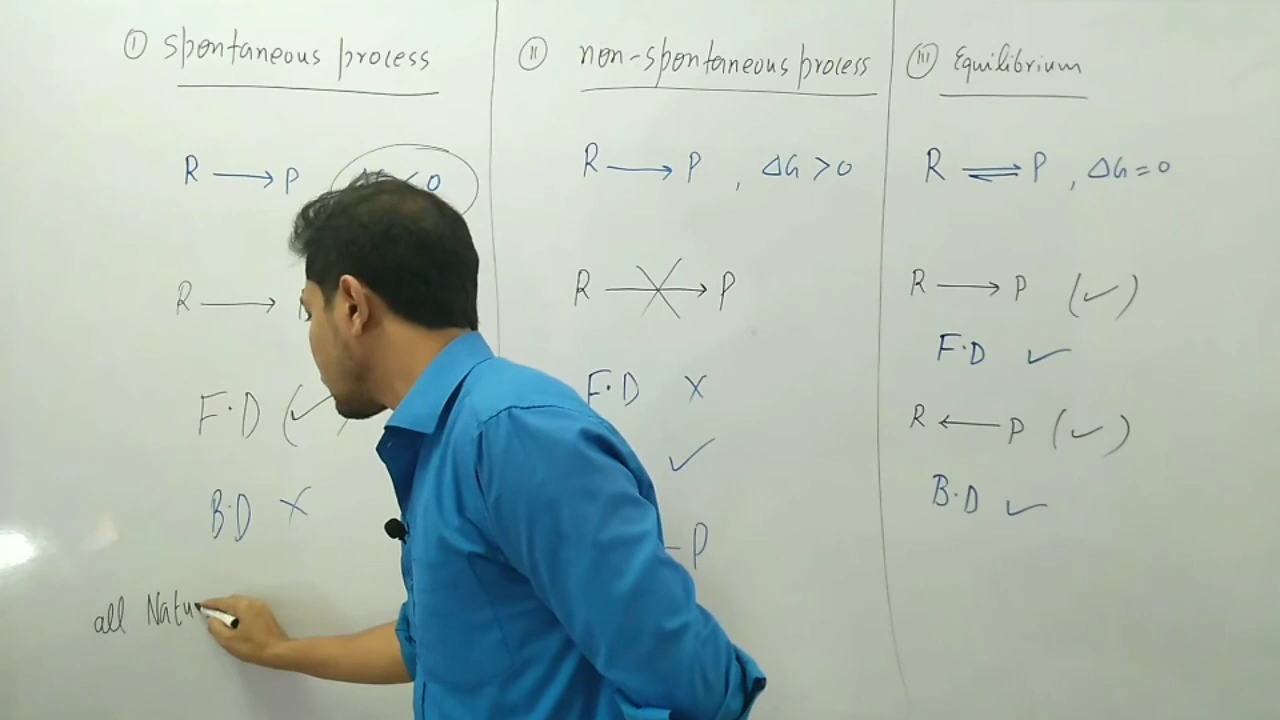 ① Spontaneous process
R ⟶ P ΔG < 0
R ⟶
F.D (✓
B.D ✗
all Natu
② non-spontaneous process
R ⟶ P , ΔG > 0
R ⟶ P
F.D ✗
✓
P
③ Equilibrium
R ⇌ P , ΔG = 0
R ⟶ P (✓)
F.D ✓
R ⟵ P (✓)
B.D ✓